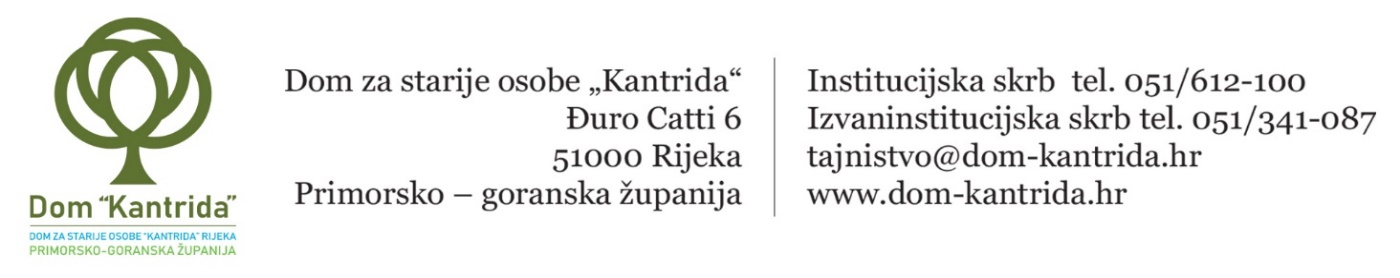 Dom "Kantrida"
DOM ZA STARIJE OSOBE "KANTRIDA" RIJEKA
PRIMORSKO-GORANSKA ŽUPANIJA
Dom za starije osobe „Kantrida“
Đuro Catti 6
51000 Rijeka
Primorsko – goranska županija
Institucijska skrb tel. 051/612-100
Izvaninstitucijska skrb tel. 051/341-087
tajnistvo@dom-kantrida.hr
www.dom-kantrida.hr